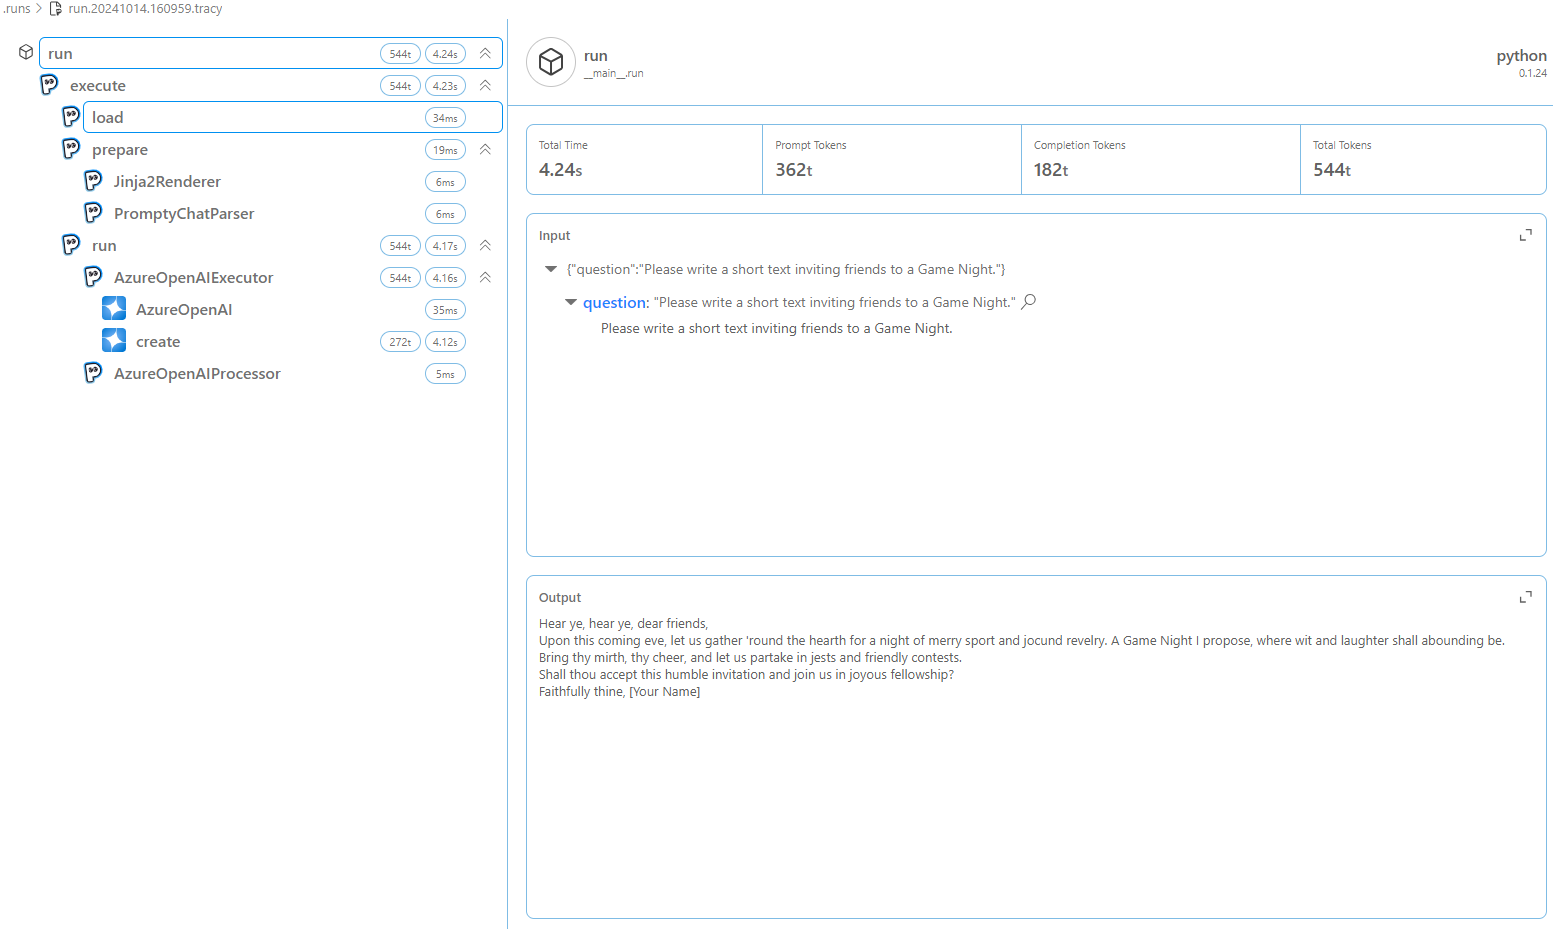 .runs > run.20241014.160959.tracy
run 544t 4.24s
execute 544t 4.23s
load 34ms
prepare 19ms
Jinja2Renderer 6ms
PromptyChatParser 6ms
run 544t 4.17s
AzureOpenAIExecutor 544t 4.16s
AzureOpenAI 35ms
create 272t 4.12s
AzureOpenAIProcessor 5ms
run
__main__.run
python
0.1.24
Total Time
4.24s
Prompt Tokens
362t
Completion Tokens
182t
Total Tokens
544t
Input
{"question":"Please write a short text inviting friends to a Game Night."}
question: "Please write a short text inviting friends to a Game Night."
Please write a short text inviting friends to a Game Night.
Output
Hear ye, hear ye, dear friends,
Upon this coming eve, let us gather 'round the hearth for a night of merry sport and jocund revelry. A Game Night I propose, where wit and laughter shall abounding be.
Bring thy mirth, thy cheer, and let us partake in jests and friendly contests.
Shall thou accept this humble invitation and join us in joyous fellowship?
Faithfully thine, [Your Name]